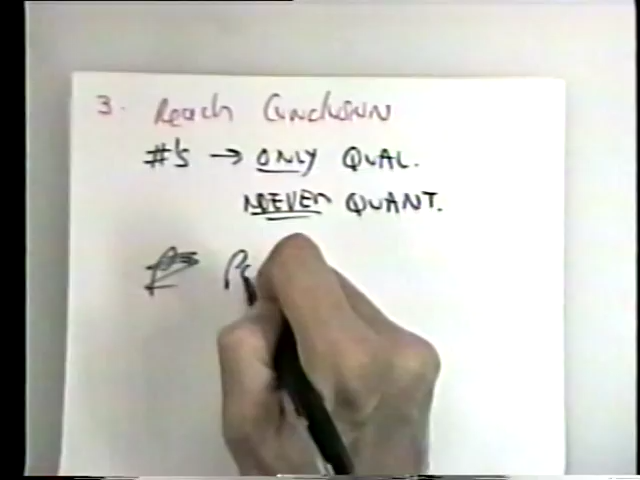 3. Reach Conclusion
#'s → ONLY QUAL.
NEVER QUANT.